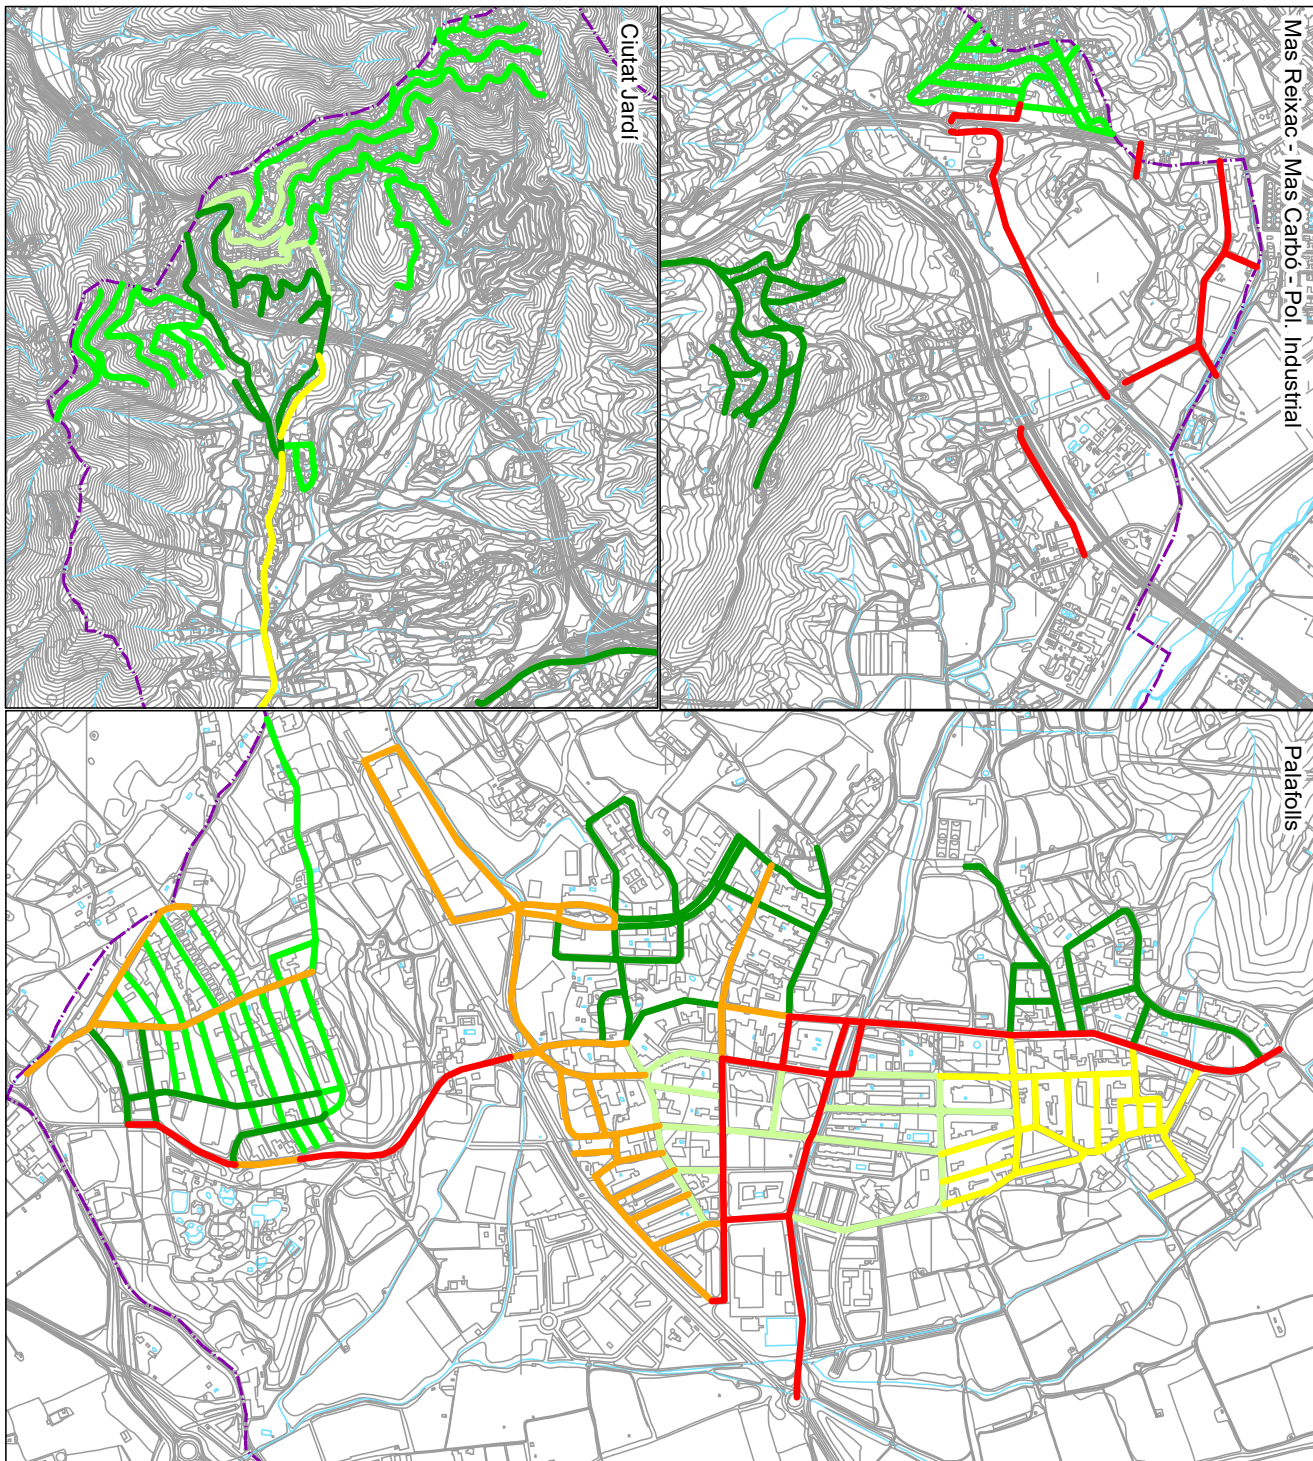 Ciutat Jardí
Mas Reixac - Mas Carbó - Pol. Industrial
Palafolls